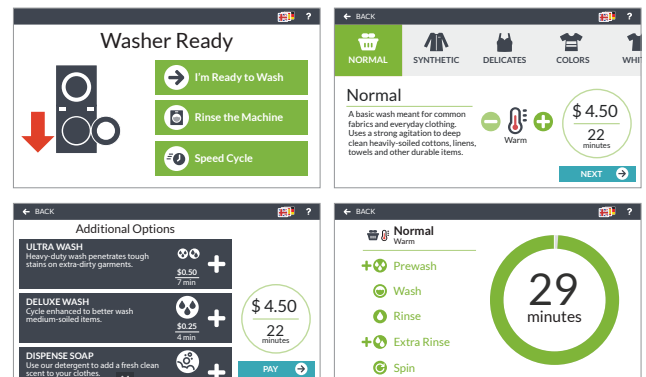 ?
Washer Ready
I'm Ready to Wash
Rinse the Machine
Speed Cycle
BACK
?
NORMAL
SYNTHETIC
DELICATES
COLORS
WHIT
Normal
A basic wash meant for common
fabrics and everyday clothing.
Uses a strong agitation to deep
clean heavily-soiled cottons, linens,
towels and other durable items.
Warm
$ 4.50
22
minutes
NEXT
BACK
?
Additional Options
ULTRA WASH
Heavy-duty wash penetrates tough
stains on extra-dirty garments.
$0.50
7 min
DELUXE WASH
Cycle enhanced to better wash
medium-soiled items.
$0.25
4 min
DISPENSE SOAP
Use our detergent to add a fresh clean
scent to your clothes.
$ 4.50
22
minutes
PAY
BACK
?
Normal
Warm
Prewash
Wash
Rinse
Extra Rinse
Spin
29
minutes